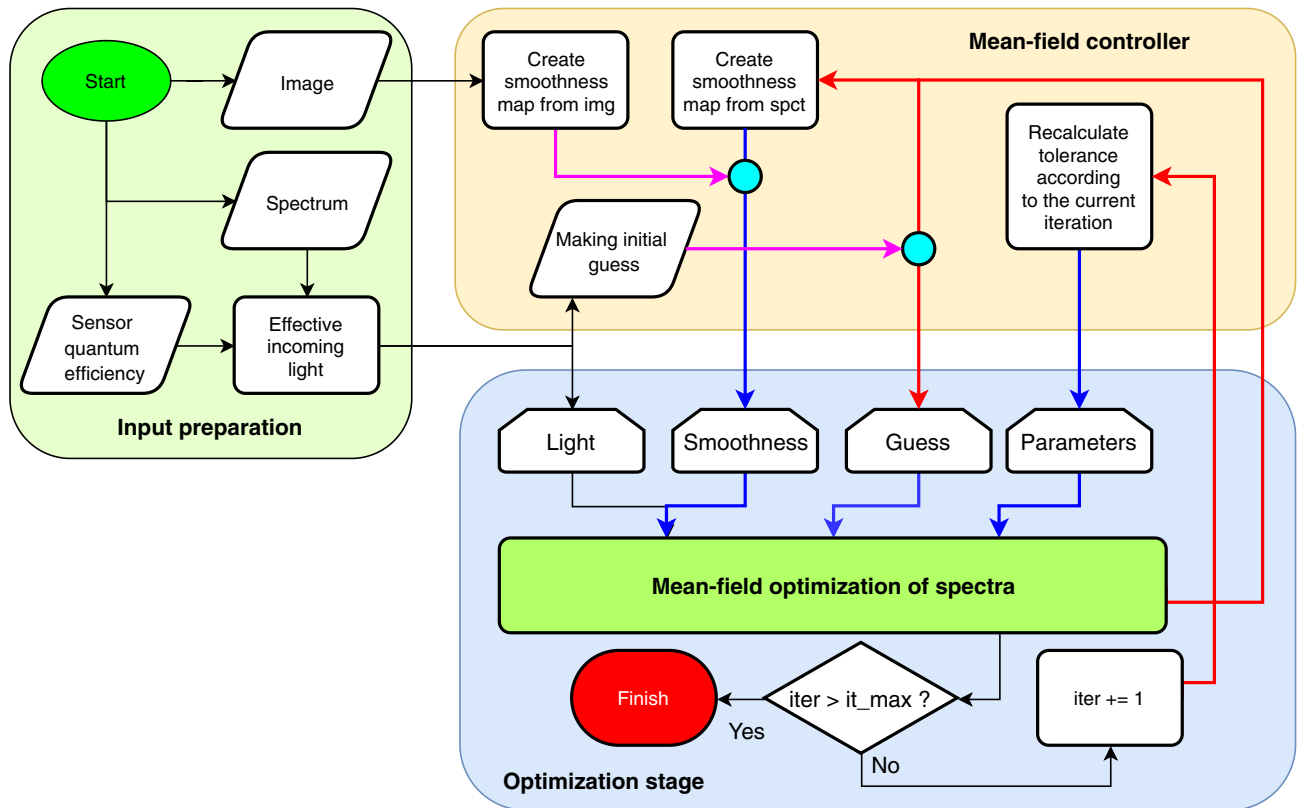 Start
Image
Spectrum
Sensor
quantum
efficiency
Effective
incoming
light
Input preparation
Mean-field controller
Create
smoothness
map from img
Create
smoothness
map from spct
Recalculate
tolerance
according
to the current
iteration
Making initial
guess
Light
Smoothness
Guess
Parameters
Mean-field optimization of spectra
Finish
Yes
iter > it_max ?
No
iter += 1
Optimization stage